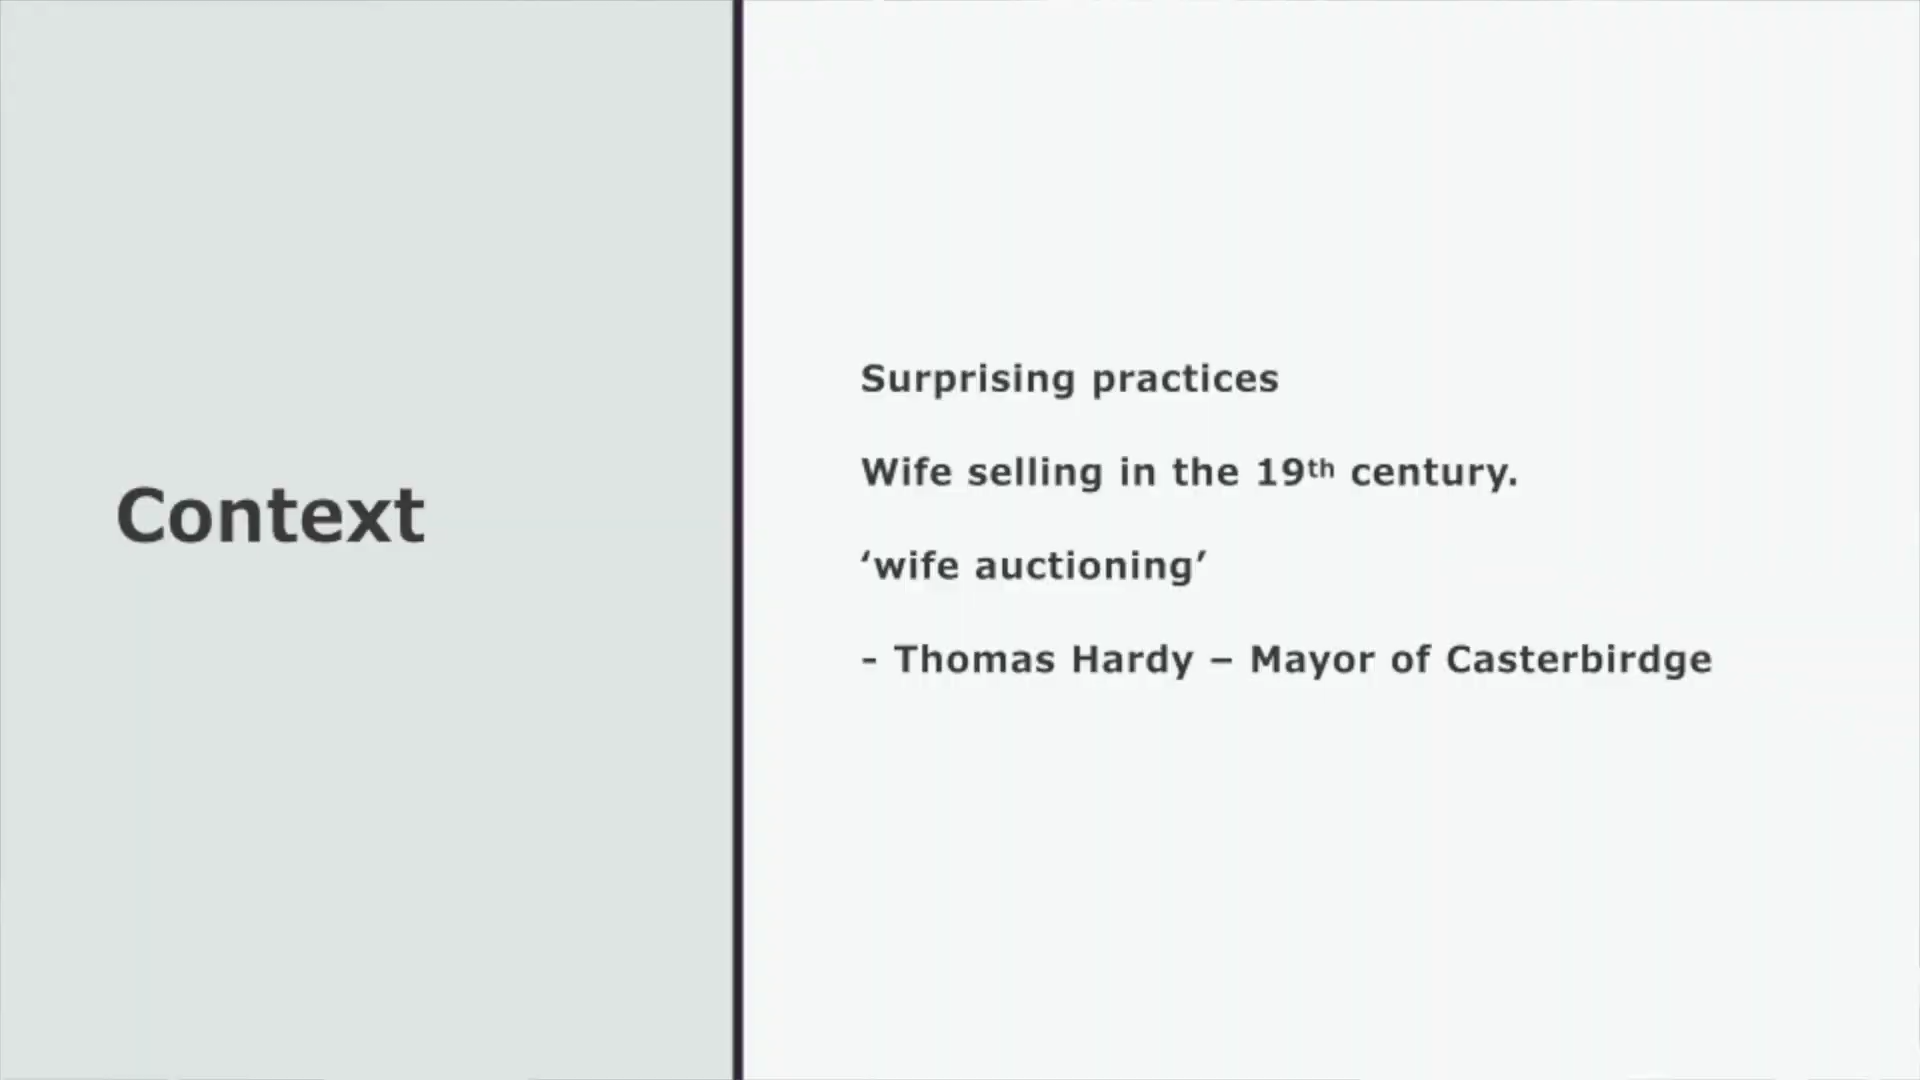 Context
Surprising practices
Wife selling in the 19th century.
‘wife auctioning’
- Thomas Hardy – Mayor of Casterbirdge